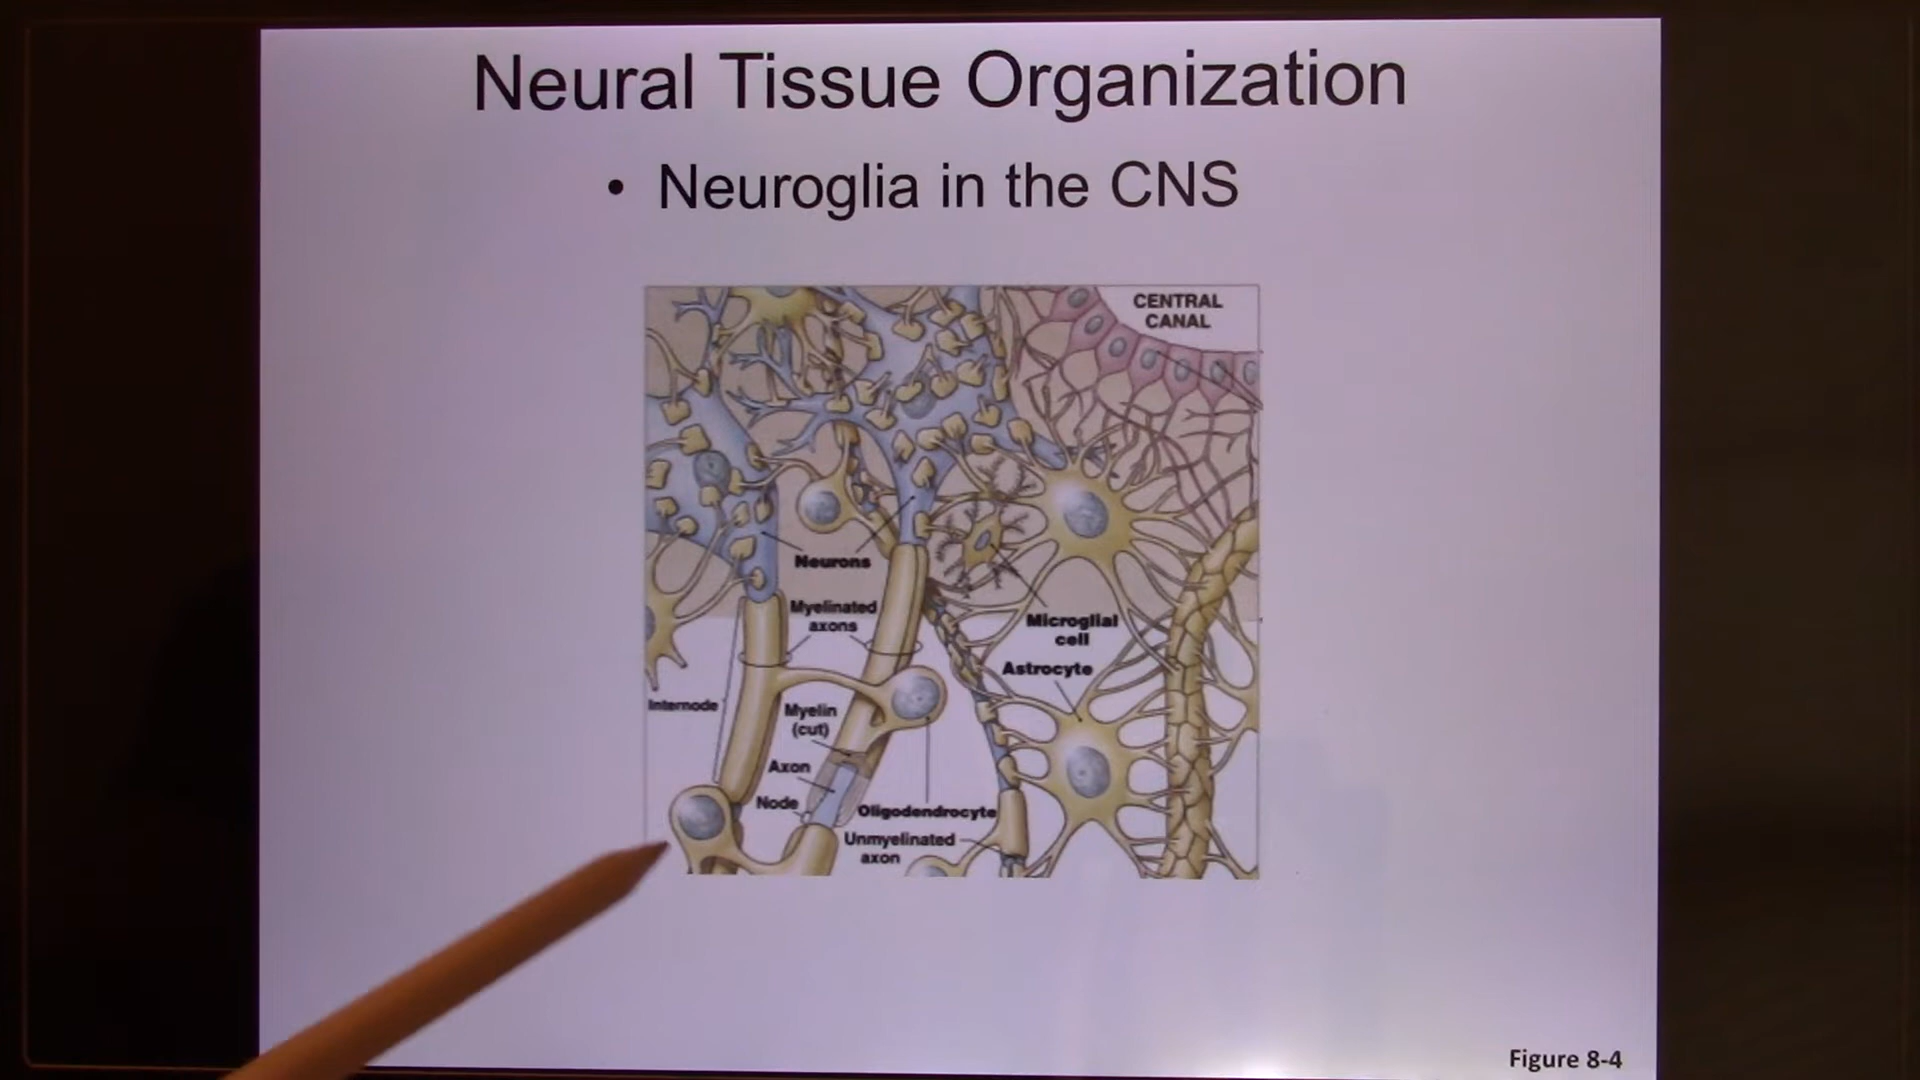 Neural Tissue Organization
• Neuroglia in the CNS
CENTRAL
CANAL
Neurons
Myelinated
axons
Microglial
cell
Astrocyte
Internode
Myelin
(cut)
Axon
Node
Oligodendrocyte
Unmyelinated
axon
Figure 8-4